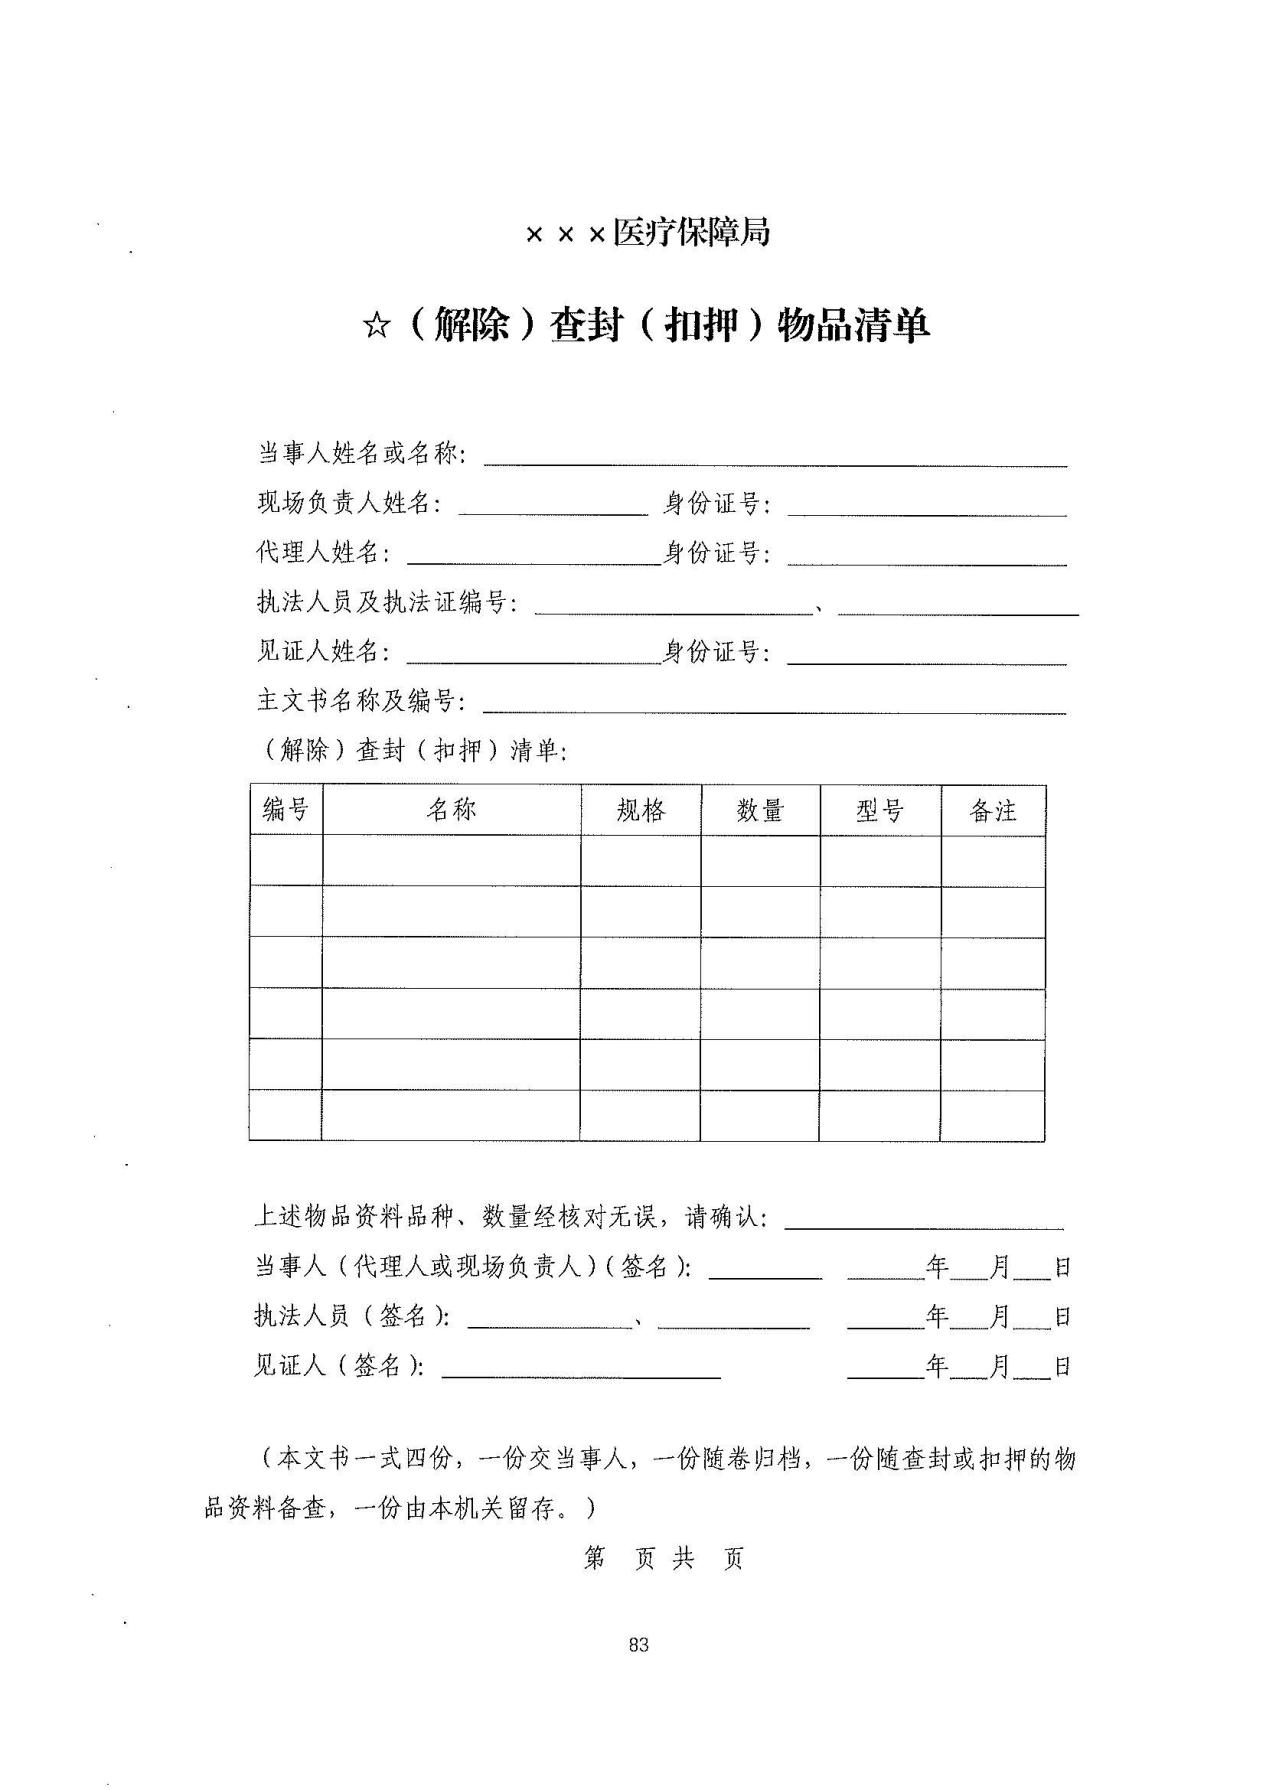 ×××医疗保障局
☆（解除）查封（扣押）物品清单
当事人姓名或名称：
现场负责人姓名： 身份证号：
代理人姓名： 身份证号：
执法人员及执法证编号： 、
见证人姓名： 身份证号：
主文书名称及编号：
（解除）查封（扣押）清单：
编号 名称 规格 数量 型号 备注
上述物品资料品种、数量经核对无误，请确认：
当事人（代理人或现场负责人）（签名）： 年 月 日
执法人员（签名）： 、 年 月 日
见证人（签名）： 年 月 日
（本文书一式四份，一份交当事人，一份随卷归档，一份随查封或扣押的物
品资料备查，一份由本机关留存。）
第 页 共 页
83